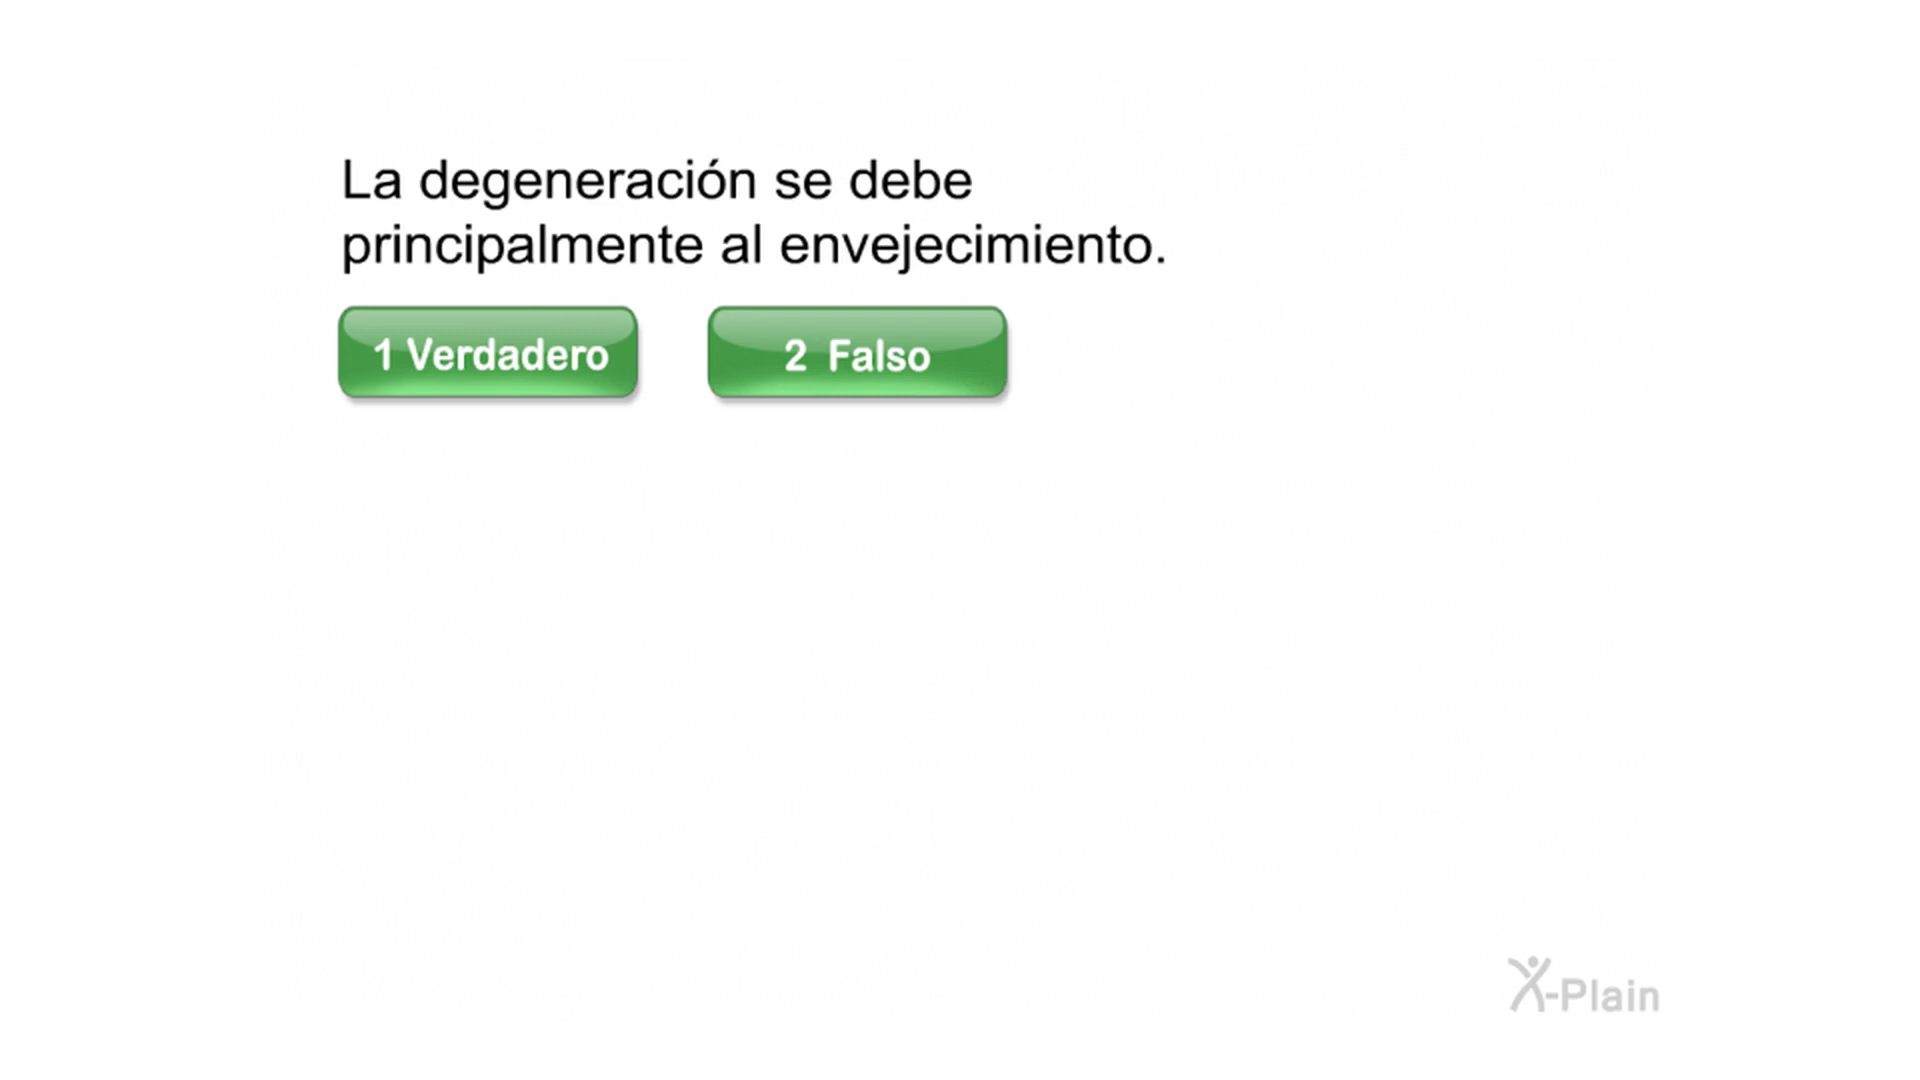 La degeneración se debe
principalmente al envejecimiento.
1 Verdadero
2 Falso
X-Plain